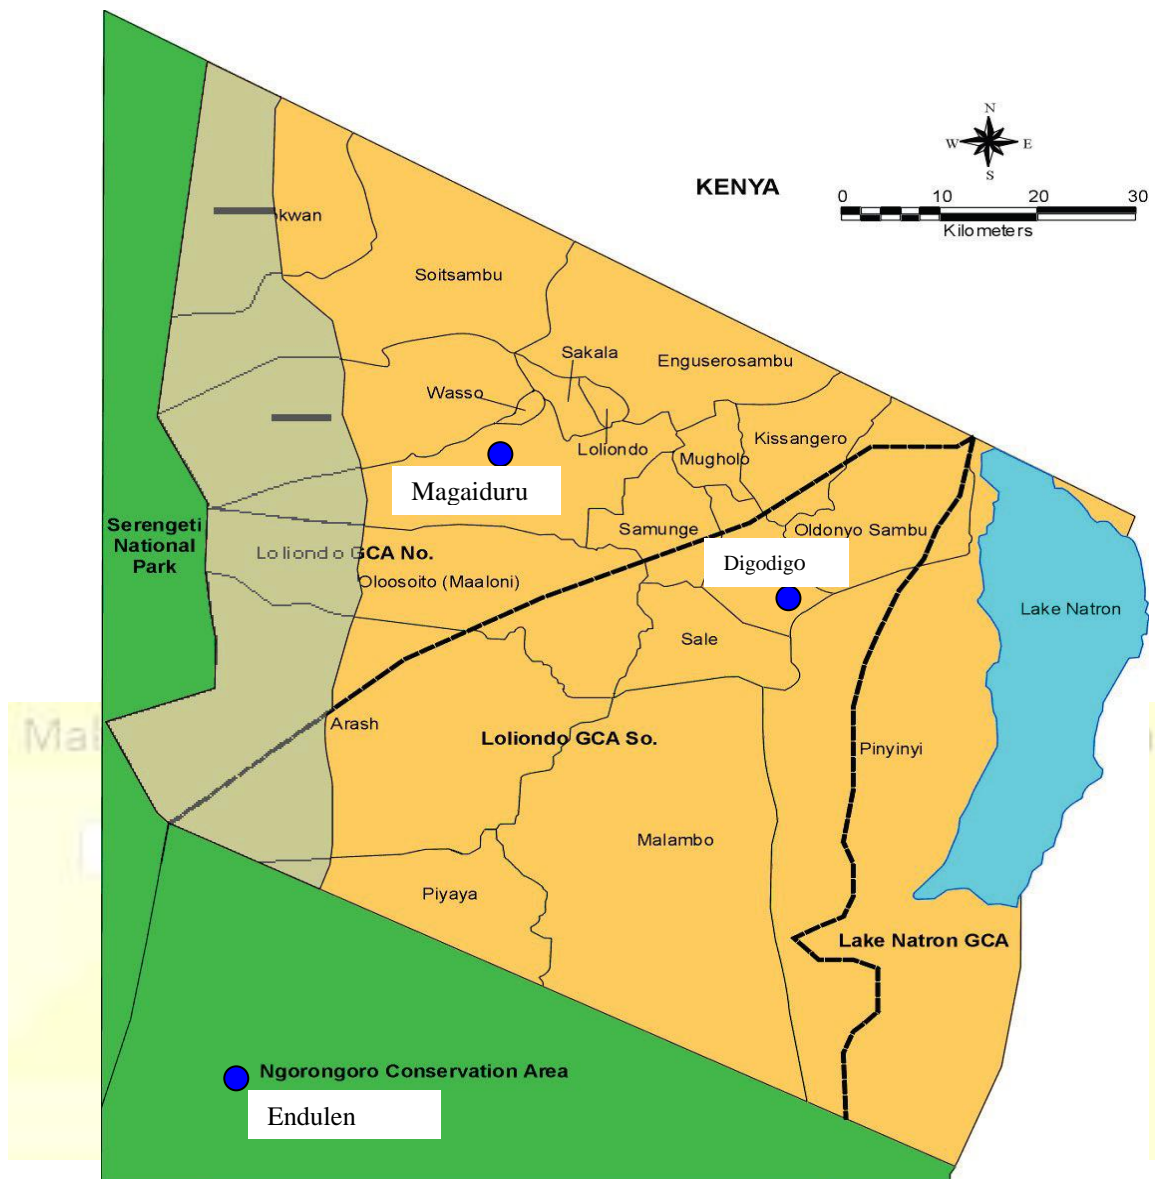 N
W E
S
KENYA
0 10 20 30
Kilometers
kwan
Soitsambu
Sakala
Enguserosambu
Wasso
Kissangero
Loliondo
Mugholo
Magaiduru
Serengeti
National
Park
Samunge
Oldonyo Sambu
Loliondo GCA No.
Digodigo
Oloosoito (Maaloni)
Lake Natron
Sale
Arash
Loliondo GCA So.
Pinyinyi
Malambo
Piyaya
Lake Natron GCA
Ngorongoro Conservation Area
Endulen